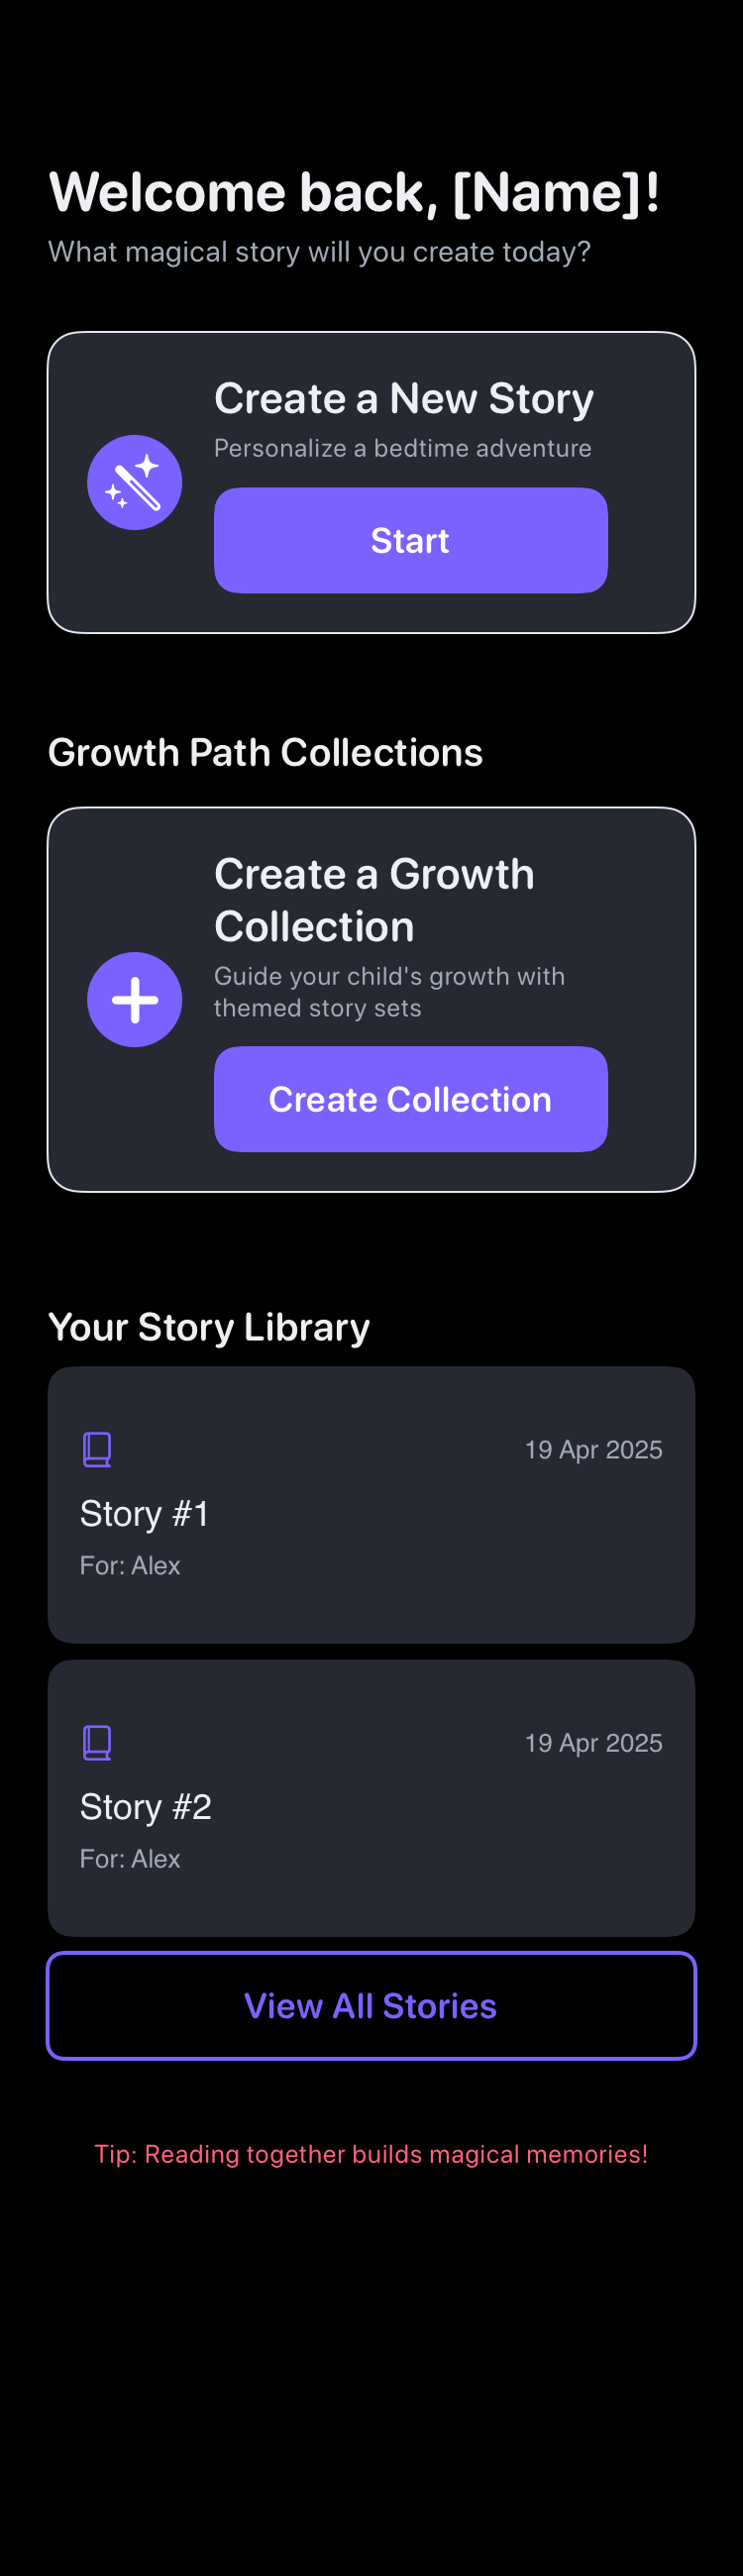 Welcome back, [Name]!
What magical story will you create today?
Create a New Story
Personalize a bedtime adventure
Start
Growth Path Collections
Create a Growth
Collection
Guide your child's growth with
themed story sets
Create Collection
Your Story Library
19 Apr 2025
Story #1
For: Alex
19 Apr 2025
Story #2
For: Alex
View All Stories
Tip: Reading together builds magical memories!